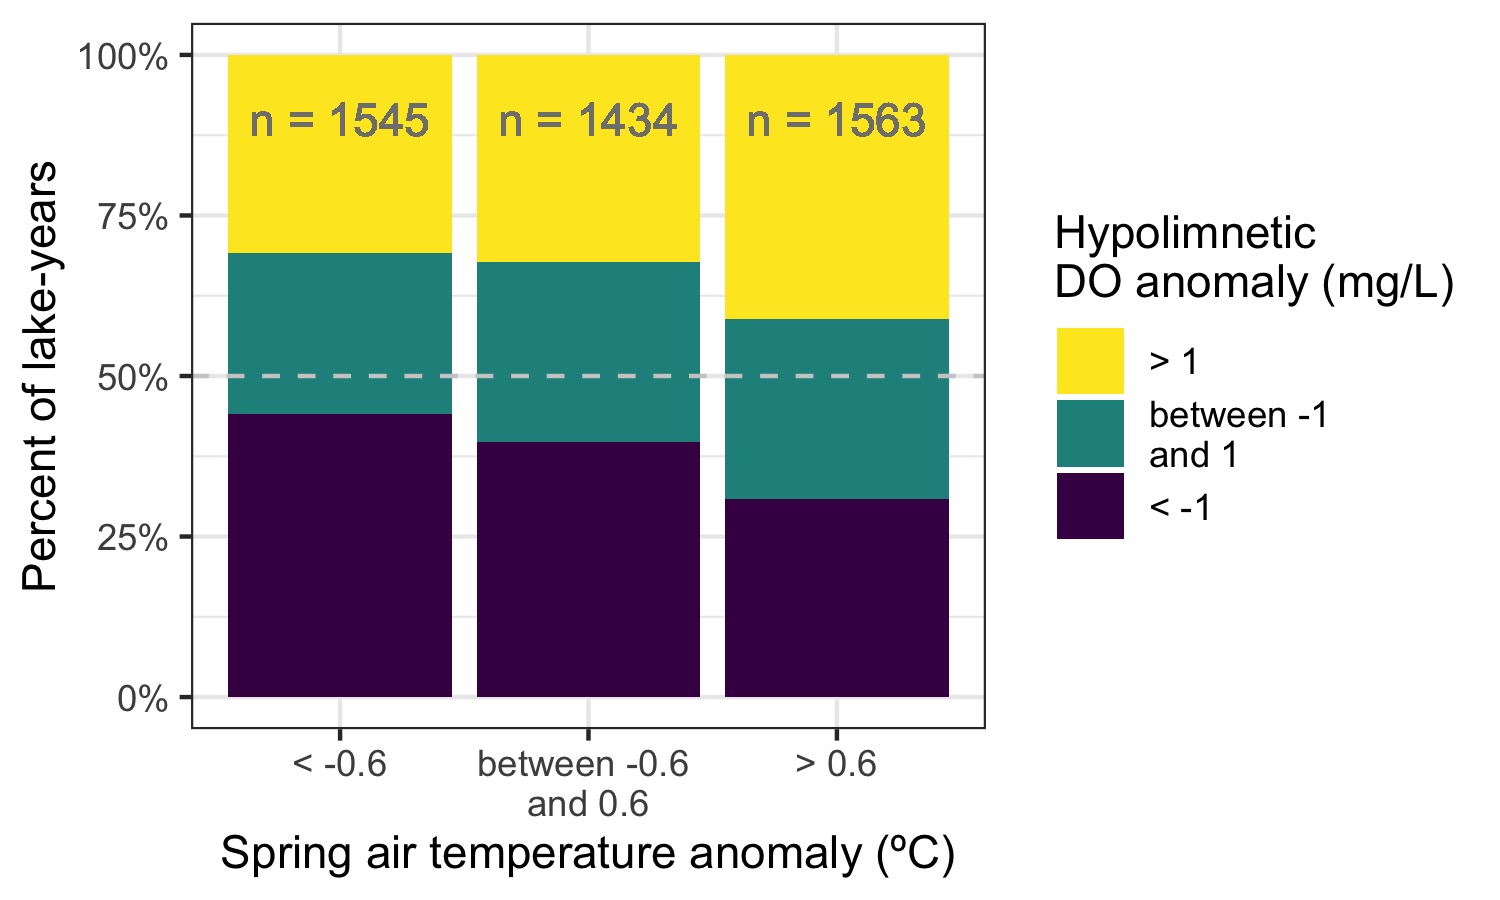 100%
75%
50%
25%
0%
Percent of lake-years
n = 1545
n = 1434
n = 1563
< -0.6
between -0.6
and 0.6
> 0.6
Spring air temperature anomaly (ºC)
Hypolimnetic
DO anomaly (mg/L)
> 1
between -1
and 1
< -1